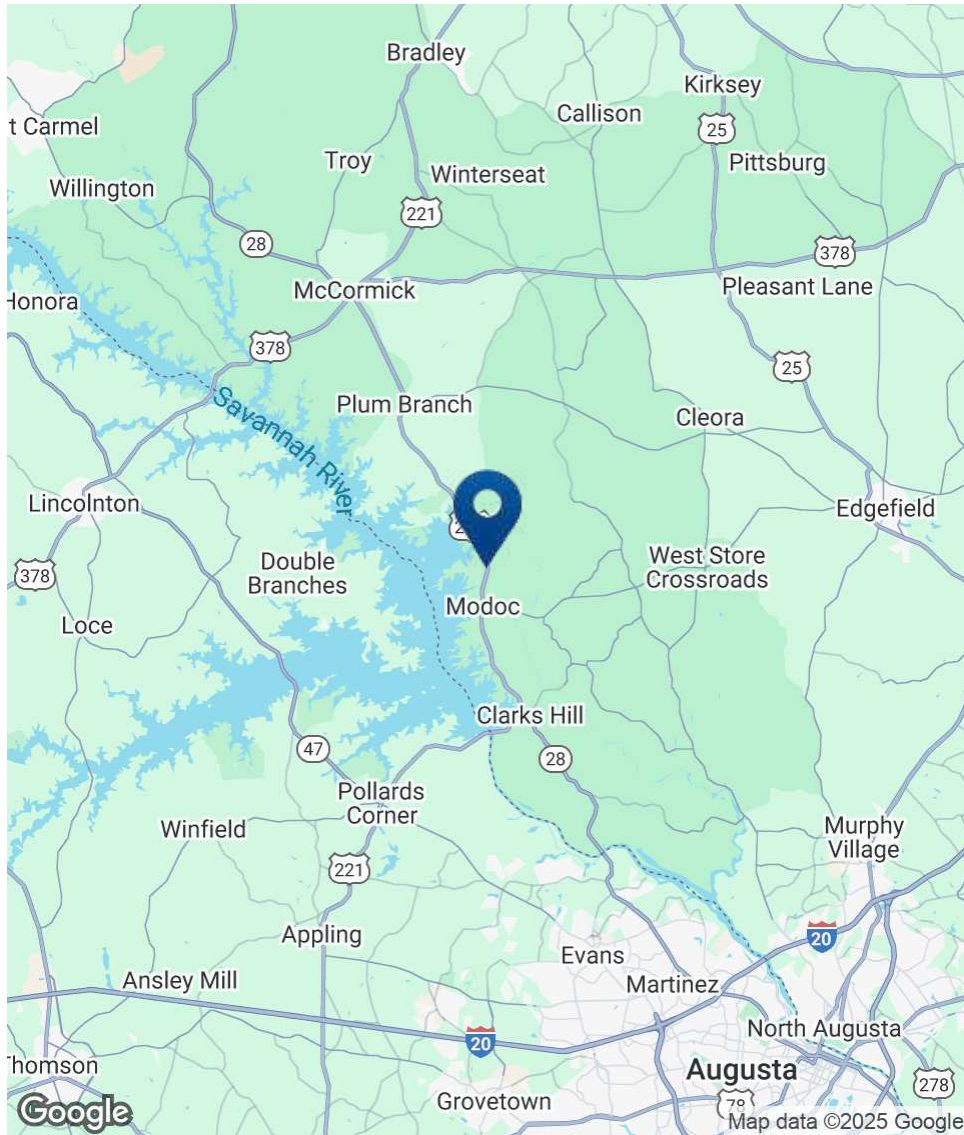 Bradley
Kirksey
Callison
t Carmel
25
Troy
Winterseat
Pittsburg
Willington
221
28
378
Pleasant Lane
McCormick
Honora
378
25
Plum Branch
Cleora
Savannah River
Lincolnton
Edgefield
Double
Branches
West Store
Crossroads
378
Modoc
Loce
Clarks Hill
47
28
Pollards
Corner
Winfield
Murphy
Village
221
Appling
20
Evans
Ansley Mill
Martinez
20
North Augusta
Thomson
Augusta
278
Grovetown
78
Google
Map data ©2025 Google